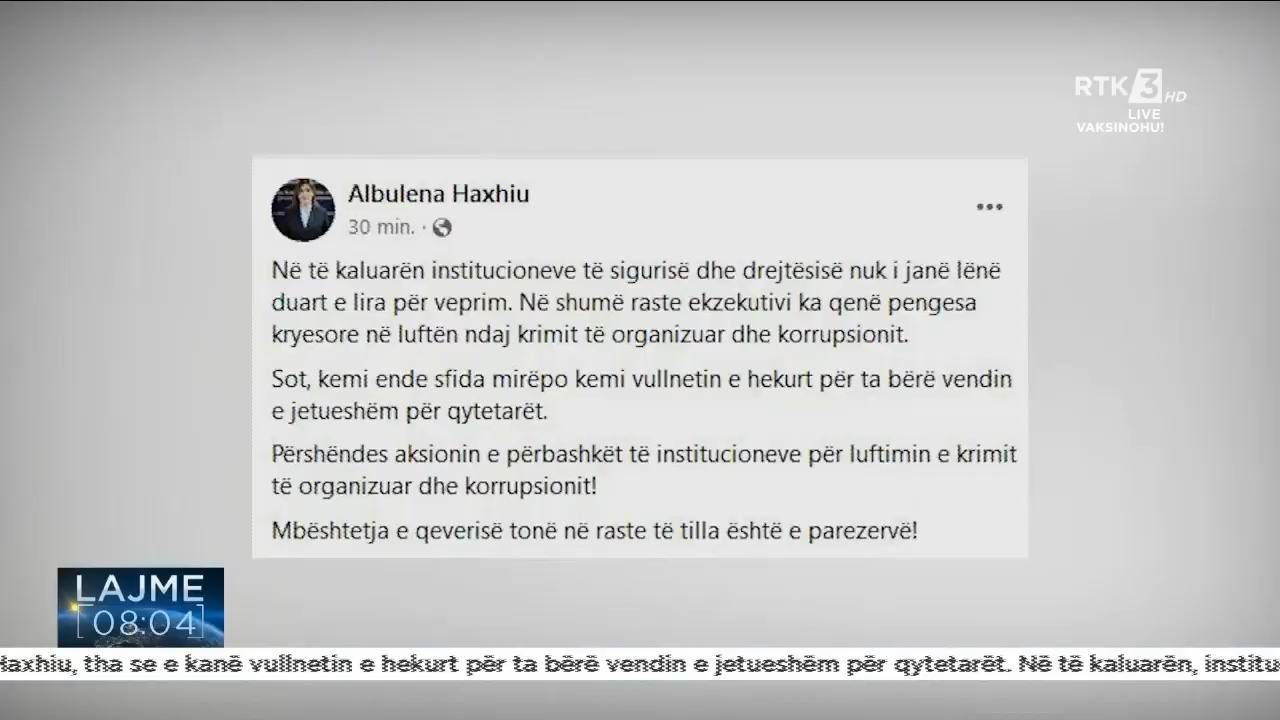 RTK 3 HD
LIVE
VAKSINOHU!
Albulena Haxhiu
30 min. ·
Në të kaluarën institucioneve të sigurisë dhe drejtësisë nuk i janë lënë
duart e lira për veprim. Në shumë raste ekzekutivi ka qenë pengesa
kryesore në luftën ndaj krimit të organizuar dhe korrupsionit.
Sot, kemi ende sfida mirëpo kemi vullnetin e hekurt për ta bërë vendin
e jetueshëm për qytetarët.
Përshëndes aksionin e përbashkët të institucioneve për luftimin e krimit
të organizuar dhe korrupsionit!
Mbështetja e qeverisë tonë në raste të tilla është e parezervë!
LAJME
08:04
Haxhiu, tha se e kanë vullnetin e hekurt për ta bërë vendin e jetueshëm për qytetarët. Në të kaluarën, institu